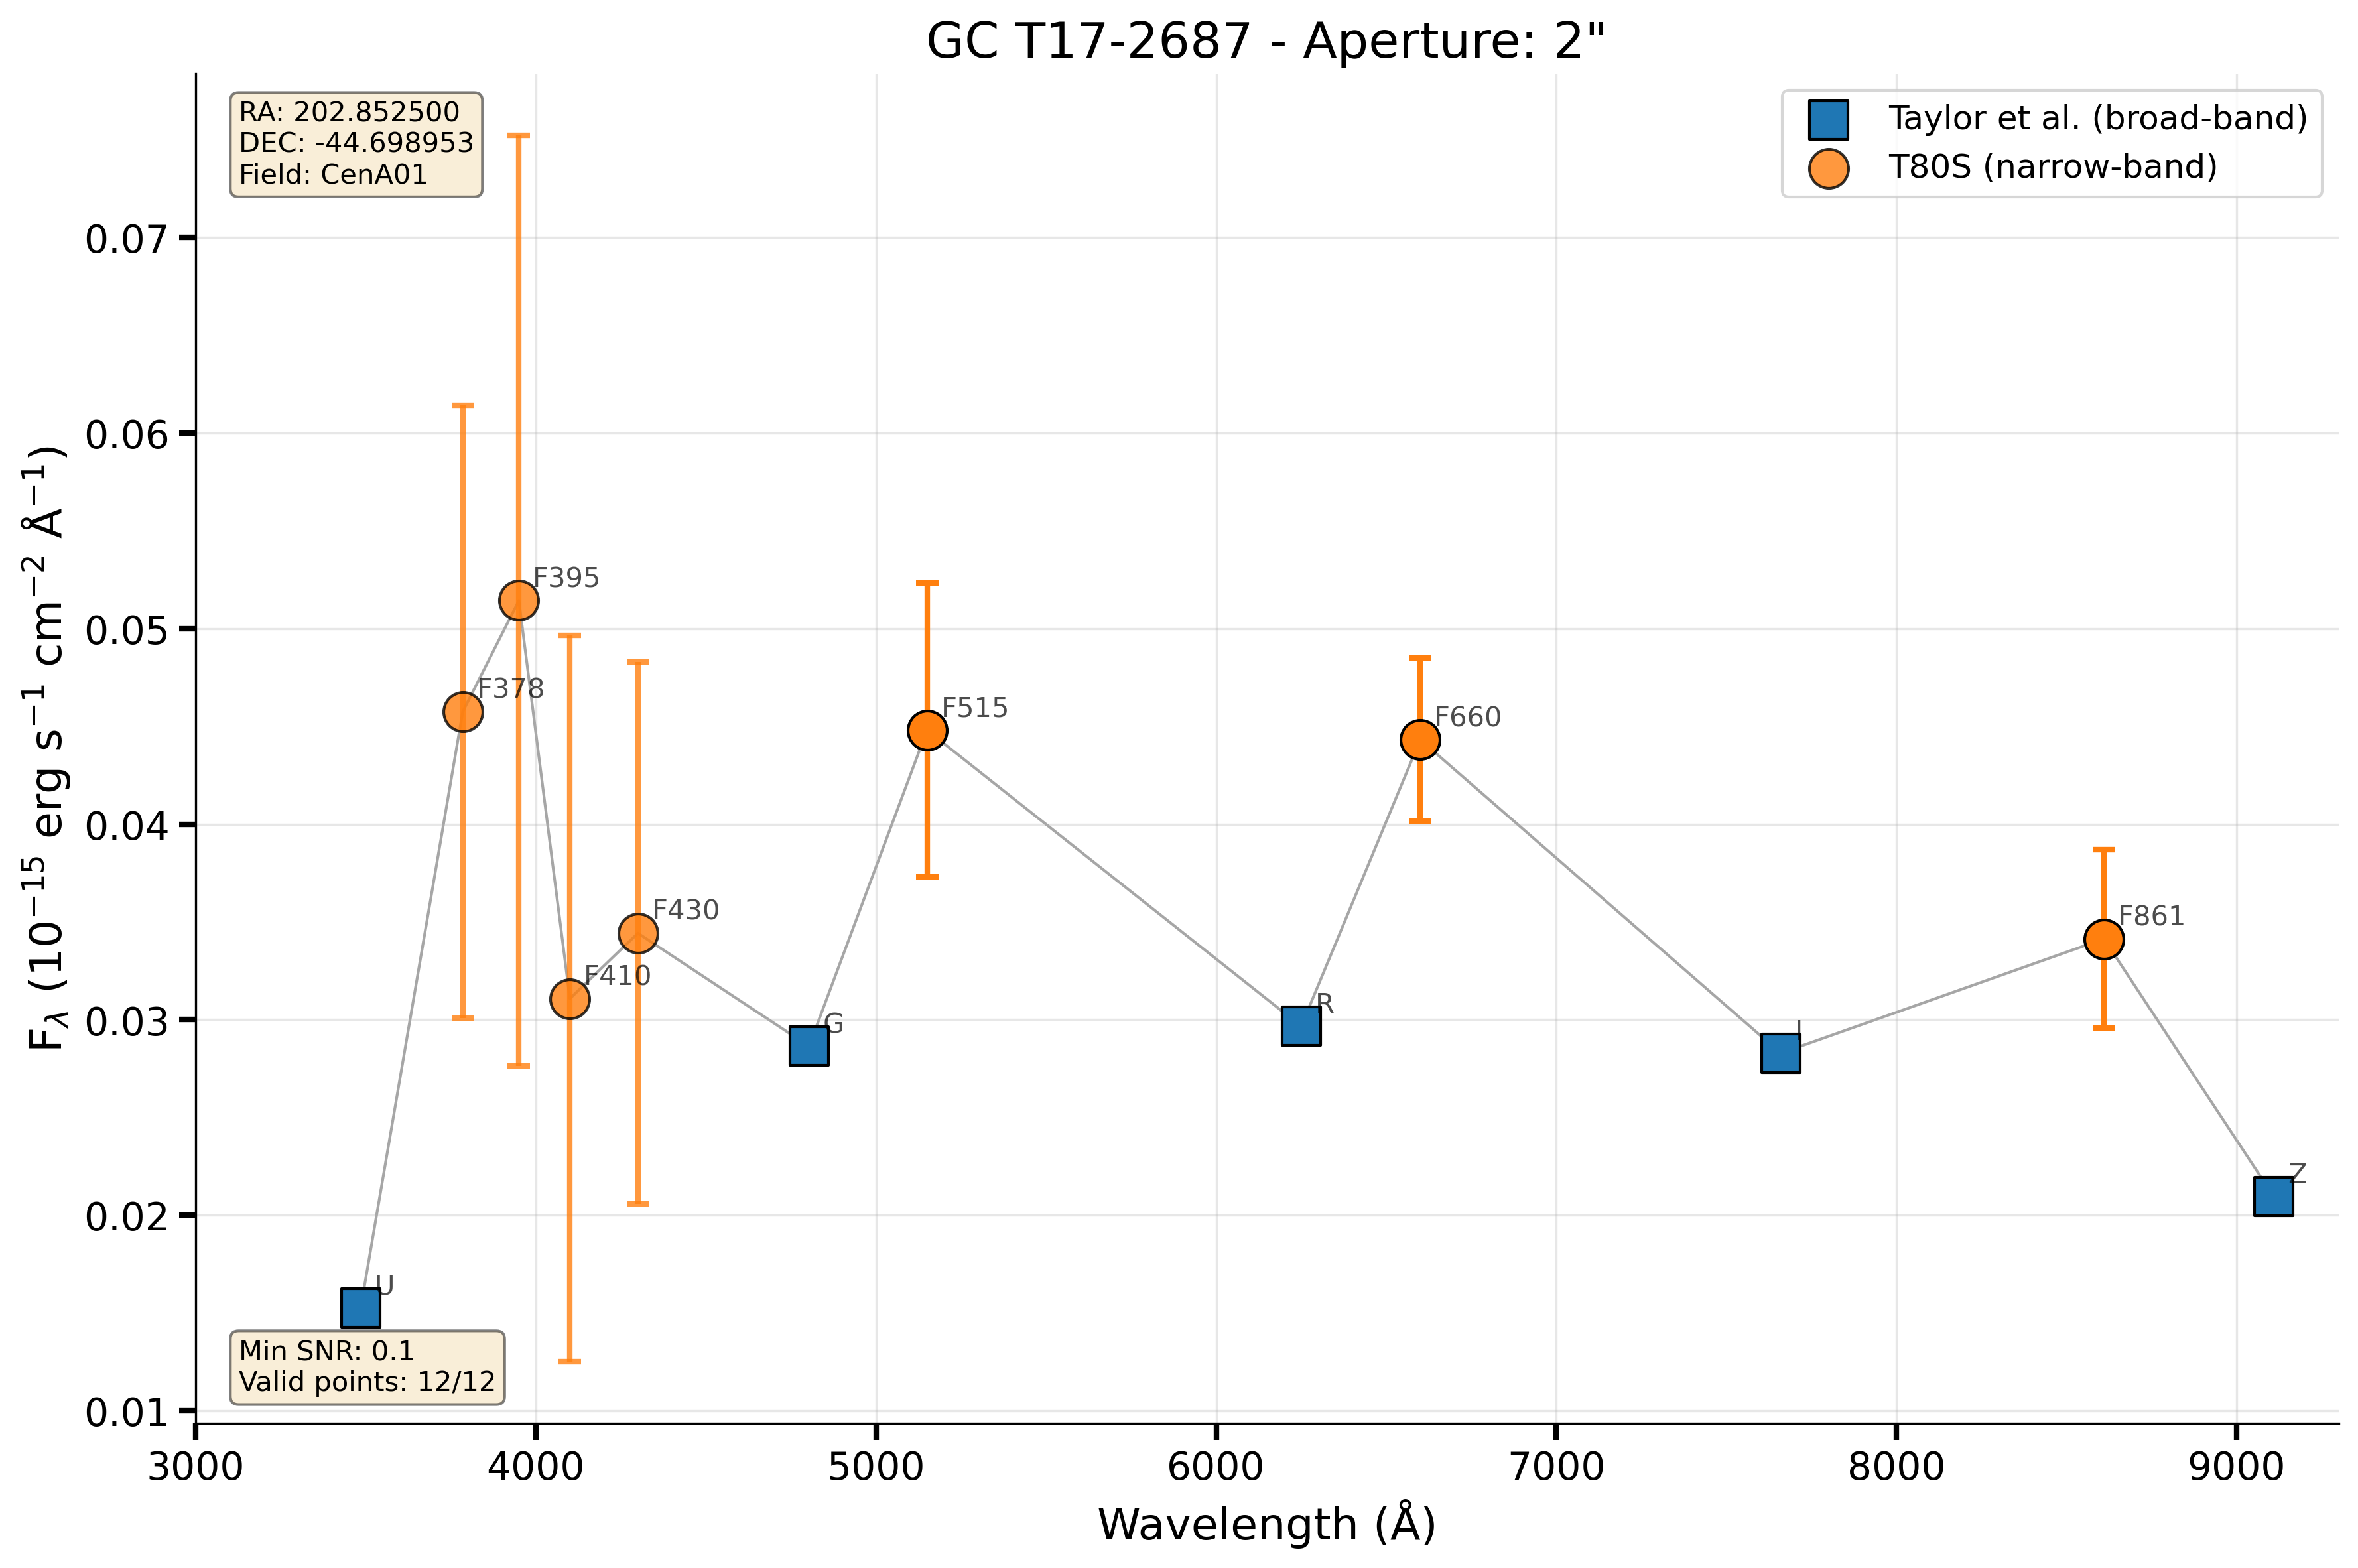 GC T17-2687 - Aperture: 2"
RA: 202.852500
DEC: -44.698953
Field: CenA01
Taylor et al. (broad-band)
T80S (narrow-band)
0.07
0.06
0.05
0.04
0.03
0.02
0.01
F$_λ$ (10⁻¹⁵ erg s⁻¹ cm⁻² Å⁻¹)
F395
F378
F515
F660
F430
F861
F410
G
R
I
Z
U
Min SNR: 0.1
Valid points: 12/12
3000 4000 5000 6000 7000 8000 9000
Wavelength (Å)